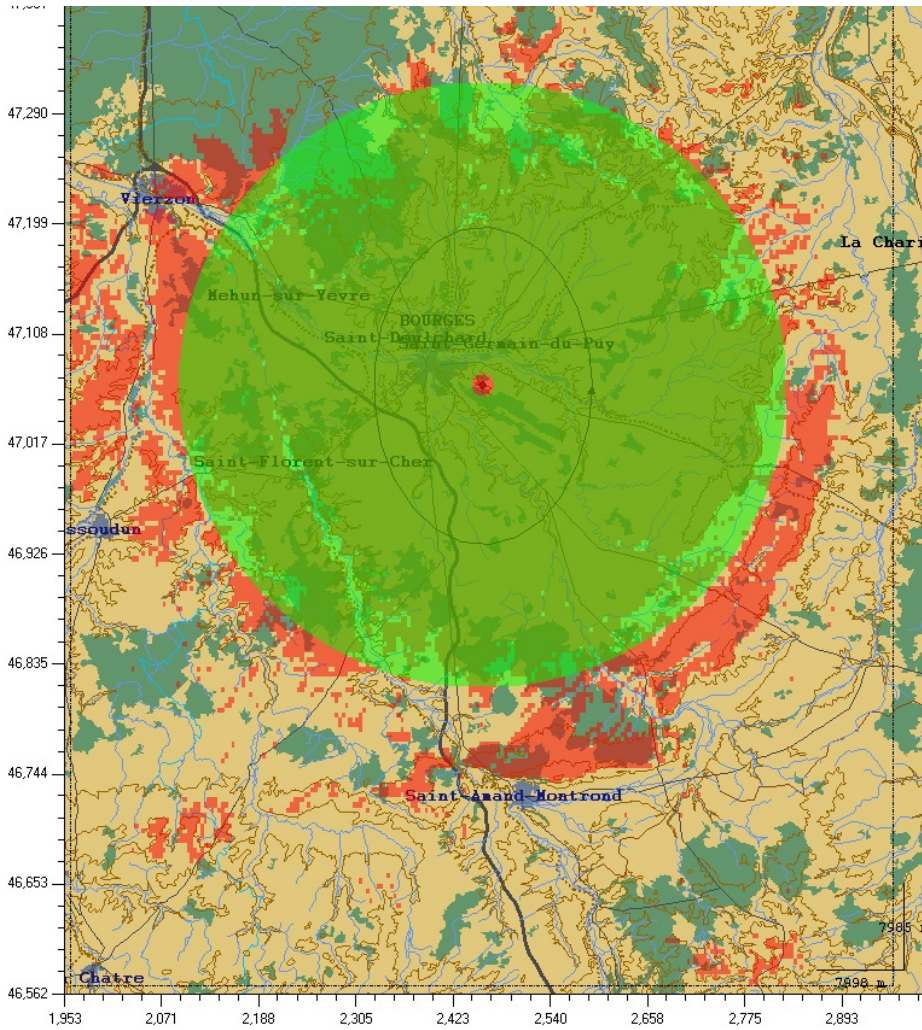 47,290
Vierzon
47,199
La Chari
Mehun-sur-Yevre
47,108
BOURGES
Saint-Doulchard
Saint-Germain-du-Puy
47,017
Saint-Florent-sur-Cher
ssoudun
46,926
46,835
46,744
Saint-Amand-Montrond
46,653
7985
Chatre
7998 m
46,562
1,953 2,071 2,188 2,305 2,423 2,540 2,658 2,775 2,893